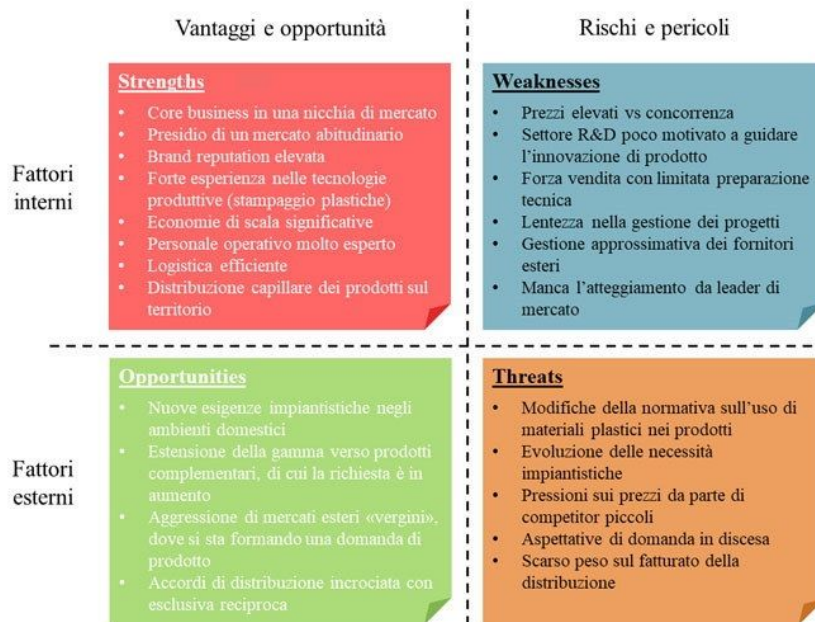 Vantaggi e opportunità
Rischi e pericoli
Fattori
interni
Strengths
• Core business in una nicchia di mercato
• Presidio di un mercato abitudinario
• Brand reputation elevata
• Forte esperienza nelle tecnologie
produttive (stampaggio plastiche)
• Economie di scala significative
• Personale operativo molto esperto
• Logistica efficiente
• Distribuzione capillare dei prodotti sul
territorio
Weaknesses
• Prezzi elevati vs concorrenza
• Settore R&D poco motivato a guidare
l’innovazione di prodotto
• Forza vendita con limitata preparazione
tecnica
• Lentezza nella gestione dei progetti
• Gestione approssimativa dei fornitori
esteri
• Manca l’atteggiamento da leader di
mercato
Fattori
esterni
Opportunities
• Nuove esigenze impiantistiche negli
ambienti domestici
• Estensione della gamma verso prodotti
complementari, di cui la richiesta è in
aumento
• Aggressione di mercati esteri «vergini»,
dove si sta formando una domanda di
prodotto
• Accordi di distribuzione incrociata con
esclusiva reciproca
Threats
• Modifiche della normativa sull’uso di
materiali plastici nei prodotti
• Evoluzione delle necessità
impiantistiche
• Pressioni sui prezzi da parte di
competitor piccoli
• Aspettative di domanda in discesa
• Scarso peso sul fatturato della
distribuzione